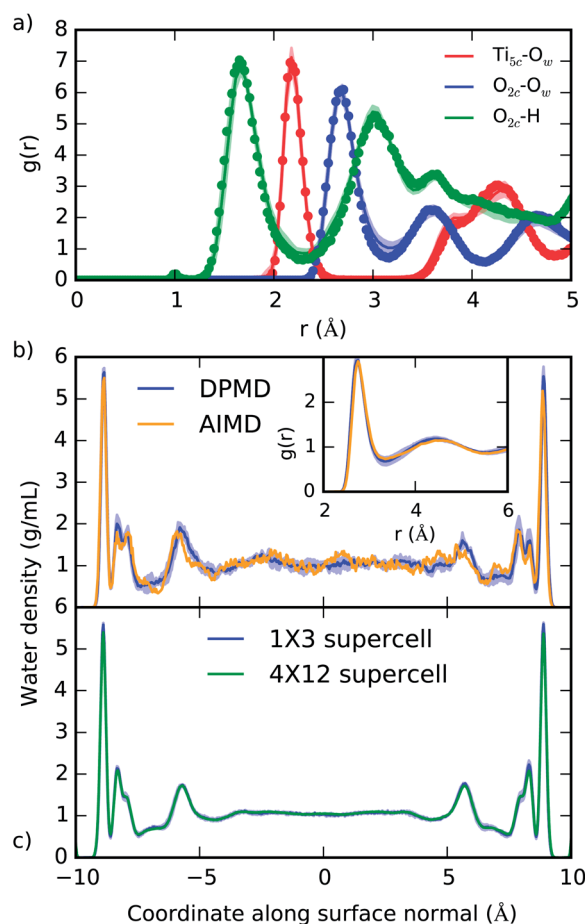 a)
8
7
6
5
4
3
2
1
0
g(r)
Ti5c-Ow
O2c-Ow
O2c-H
0 1 2 3 4 5
r (Å)
b)
6
5
4
3
2
1
6
DPMD
AIMD
g(r)
2
1
0
2 4 6
r (Å)
Water density (g/mL)
5
4
3
2
1
0
1X3 supercell
4X12 supercell
c)
−10 −5 0 5 10
Coordinate along surface normal (Å)